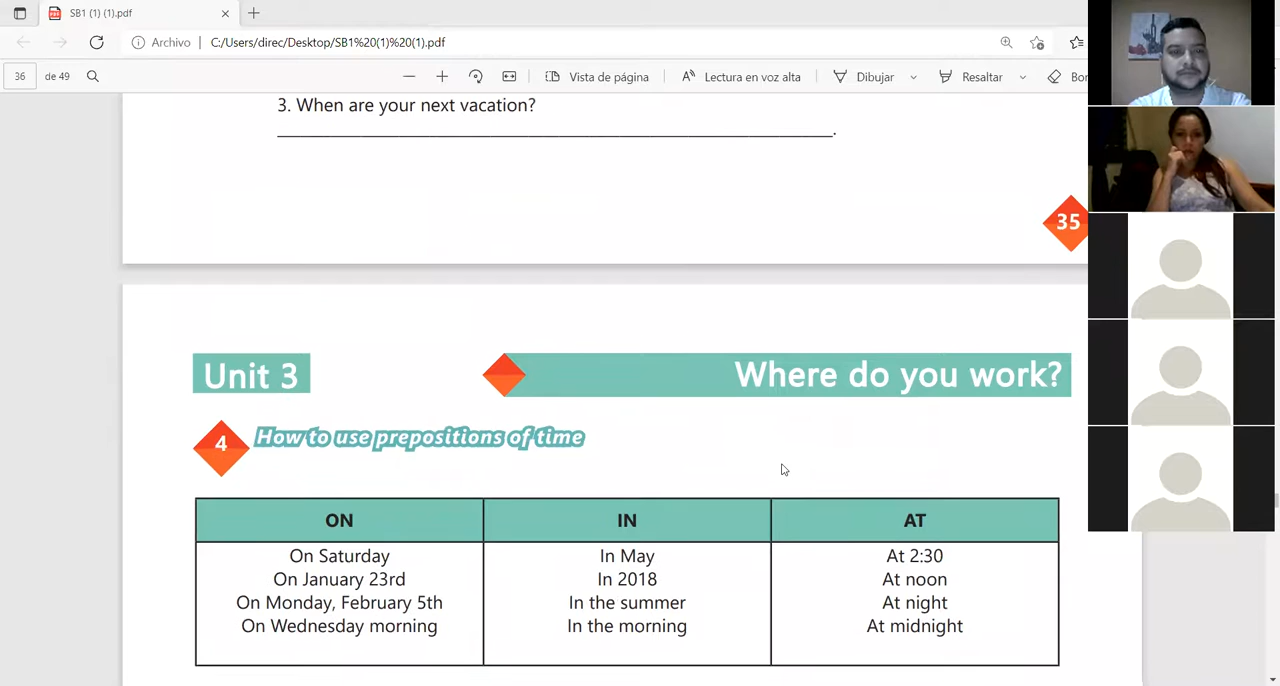 SB1 (1) (1).pdf
Archivo C:/Users/direc/Desktop/SB1%20(1)%20(1).pdf
36 de 49 Vista de página Lectura en voz alta Dibujar Resaltar
3. When are your next vacation?
.
35
Unit 3 Where do you work?
4 How to use prepositions of time
ON IN AT
On Saturday In May At 2:30
On January 23rd In 2018 At noon
On Monday, February 5th In the summer At night
On Wednesday morning In the morning At midnight